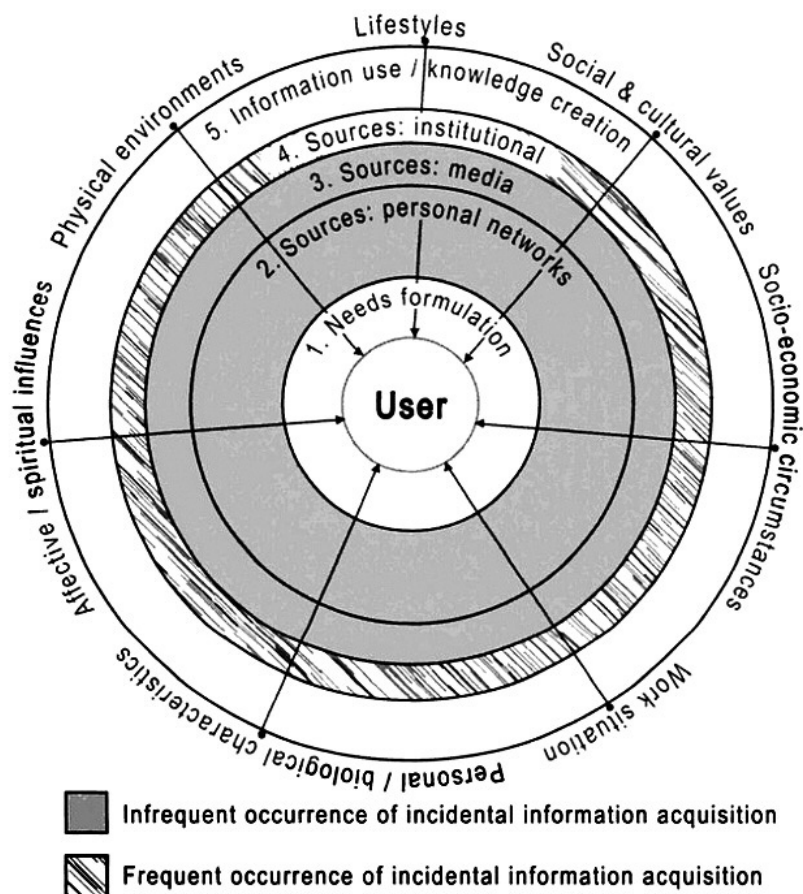 Lifestyles
Physical environments
Social & cultural values
5. Information use / knowledge creation
4. Sources: institutional
3. Sources: media
2. Sources: personal networks
1. Needs formulation
User
Affective / spiritual influences
Socio-economic circumstances
Personal / biological characteristics
Work situation
Infrequent occurrence of incidental information acquisition
Frequent occurrence of incidental information acquisition